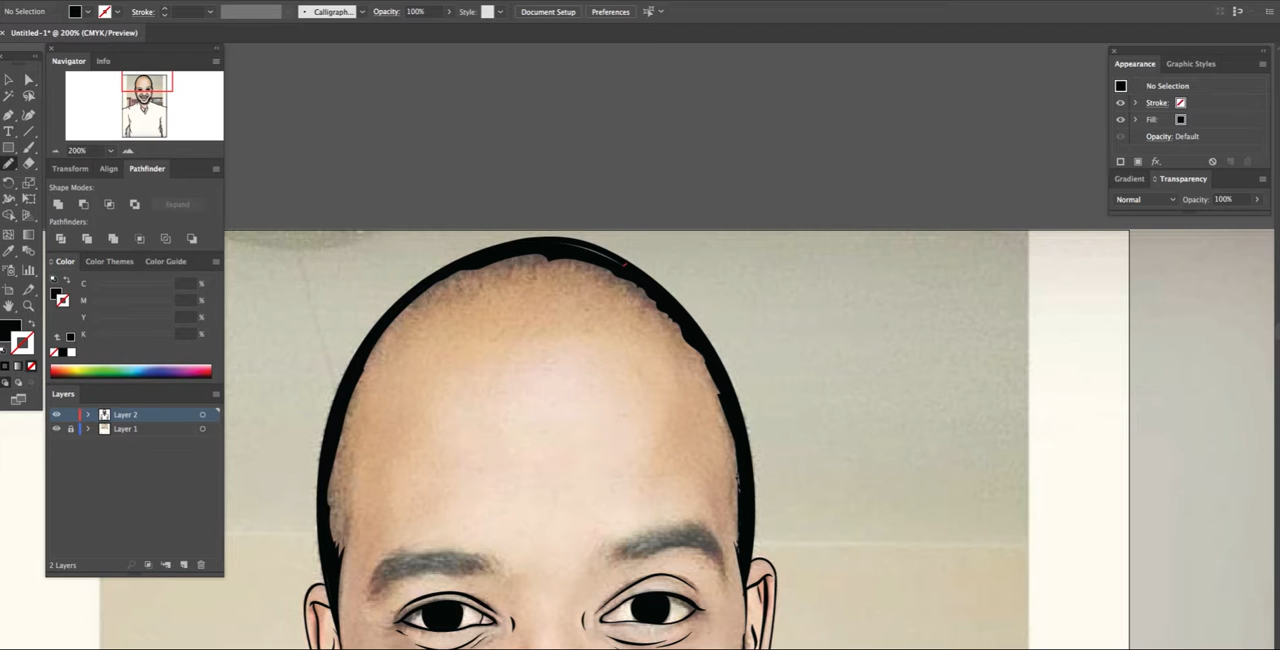 No Selection Stroke: Calligraph... Opacity: 100% Style: Document Setup Preferences
Untitled-1* @ 200% (CMYK/Preview)
Navigator Info
200%
Transform Align Pathfinder
Shape Modes:
Expand
Pathfinders:
Color Color Themes Color Guide
C %
M %
Y %
K %
Layers
Layer 2
Layer 1
2 Layers
Appearance Graphic Styles
No Selection
Stroke:
Fill:
Opacity: Default
fx
Gradient Transparency
Normal Opacity: 100%